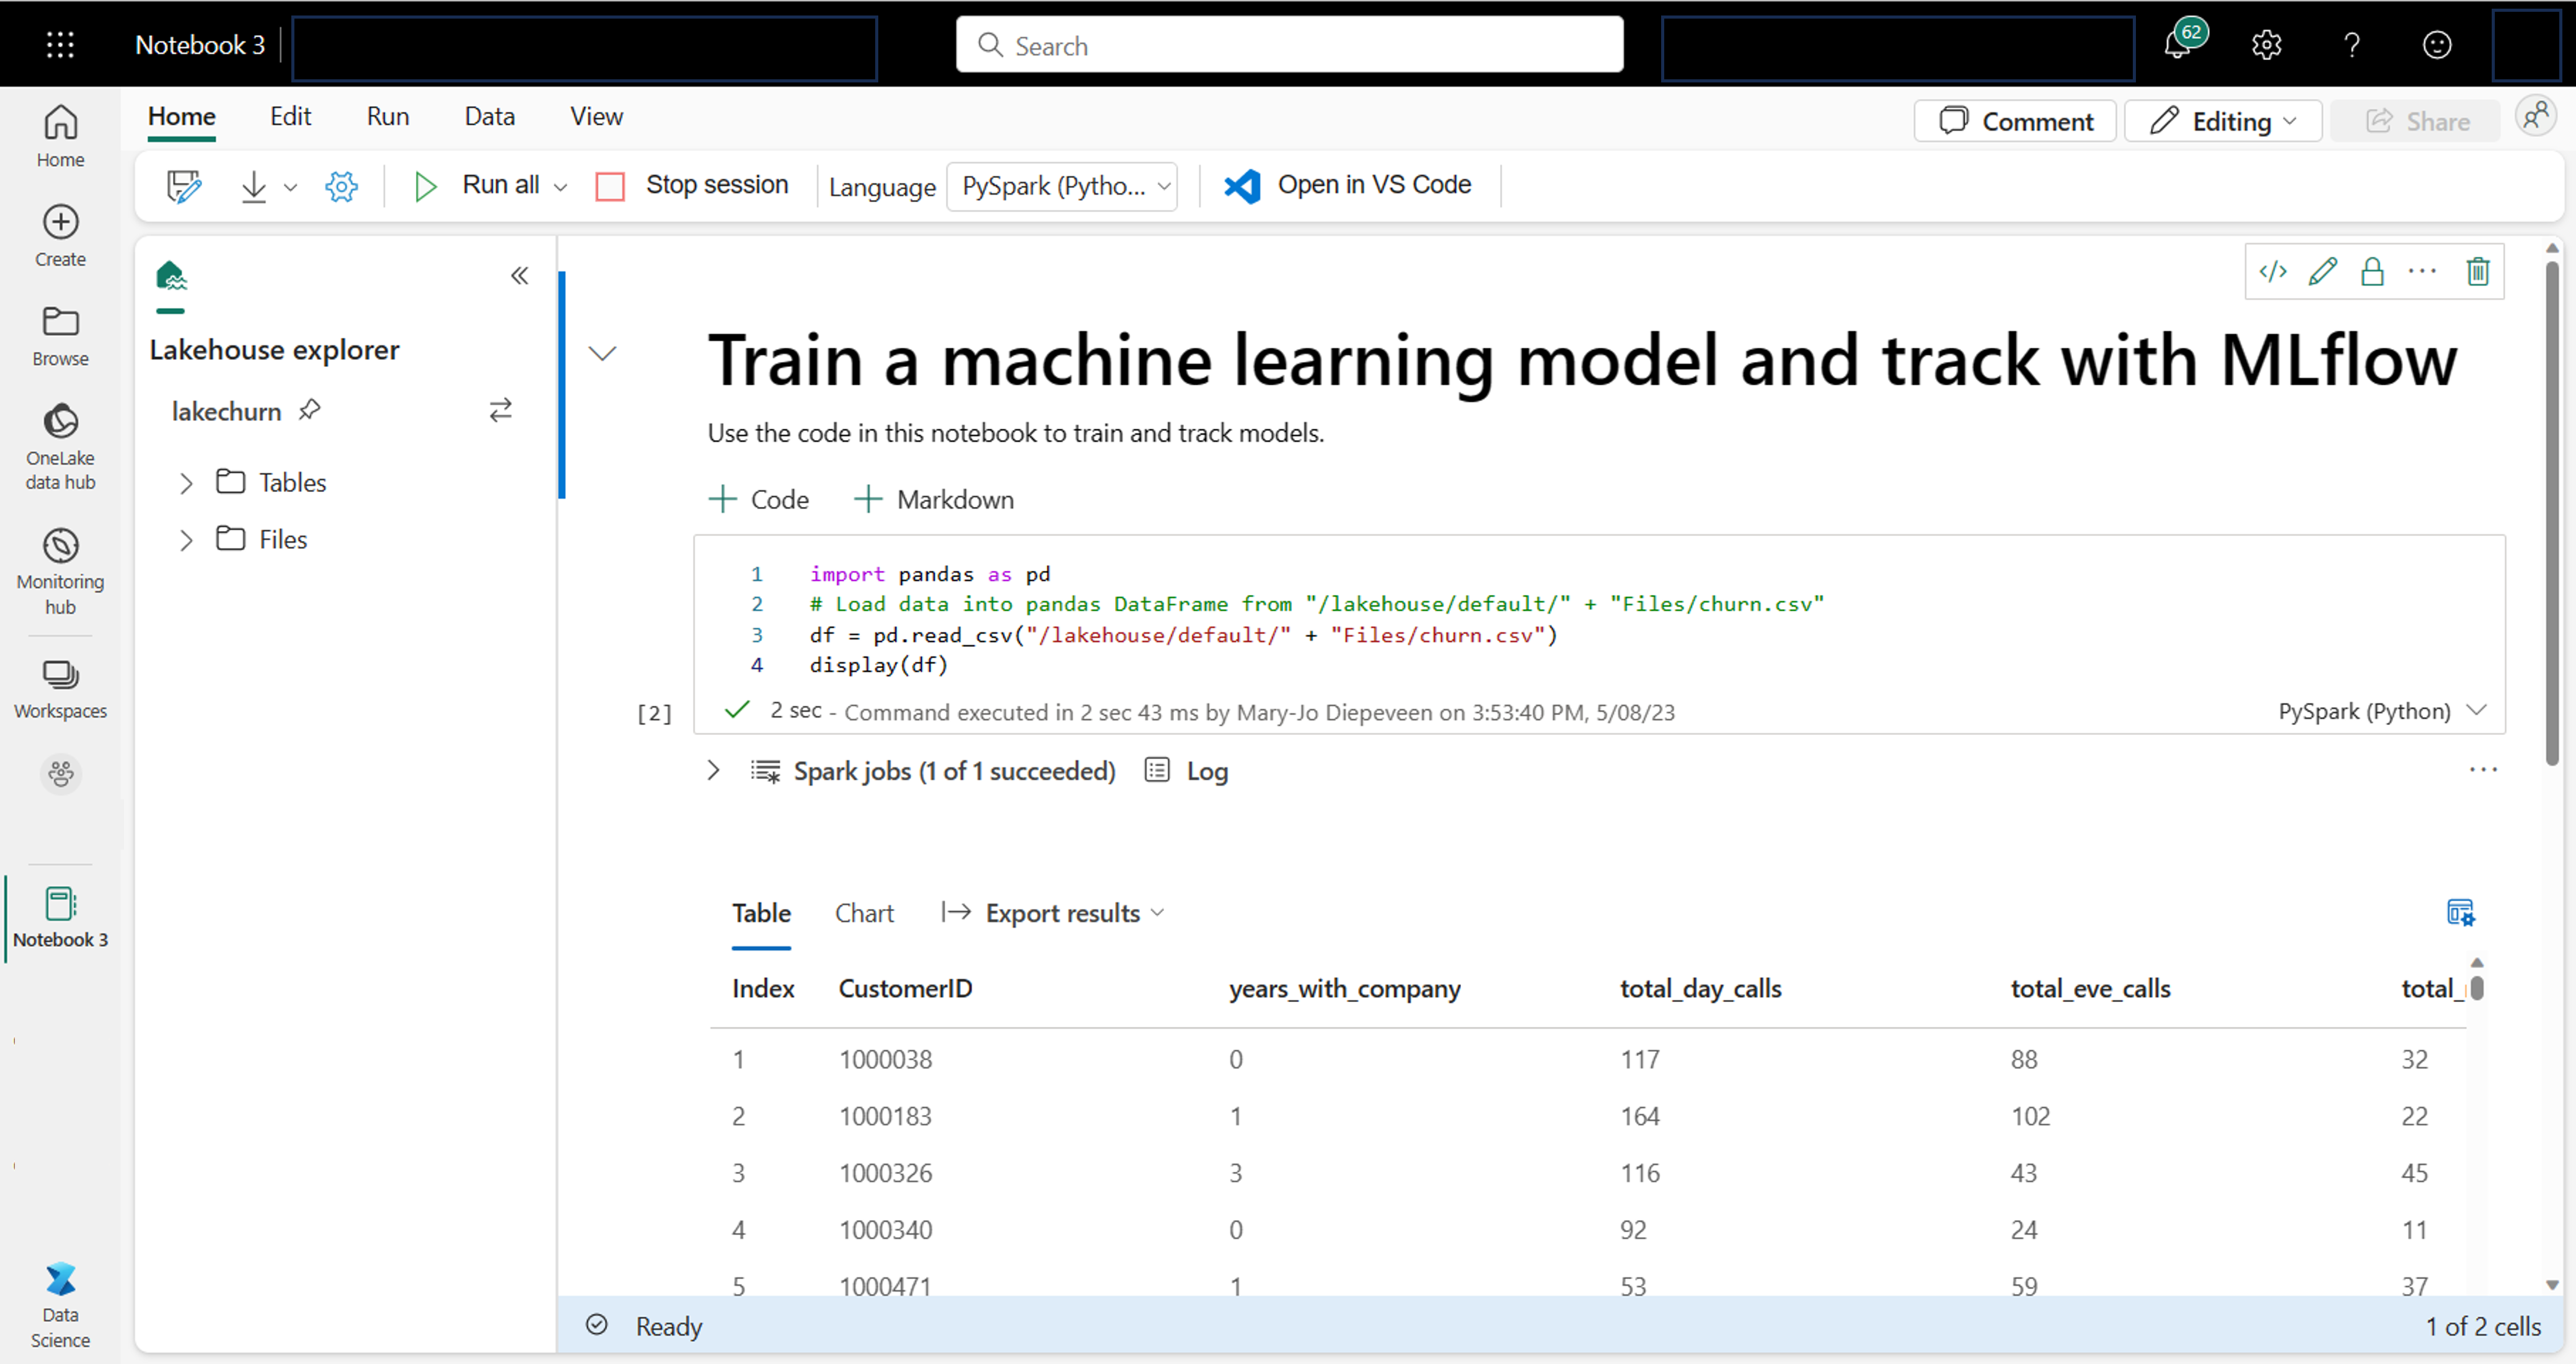 Notebook 3
Search
62
Home Edit Run Data View
Comment Editing Share
Run all Stop session Language PySpark (Pytho... Open in VS Code
Home
Create
Browse
OneLake
data hub
Monitoring
hub
Workspaces
Notebook 3
Data
Science
Lakehouse explorer
lakechurn
Tables
Files
Train a machine learning model and track with MLflow
Use the code in this notebook to train and track models.
+ Code + Markdown
1 import pandas as pd
2 # Load data into pandas DataFrame from "/lakehouse/default/" + "Files/churn.csv"
3 df = pd.read_csv("/lakehouse/default/" + "Files/churn.csv")
4 display(df)
[2] 2 sec - Command executed in 2 sec 43 ms by Mary-Jo Diepeveen on 3:53:40 PM, 5/08/23 PySpark (Python)
Spark jobs (1 of 1 succeeded) Log
Table Chart Export results
Index CustomerID years_with_company total_day_calls total_eve_calls total_
1 1000038 0 117 88 32
2 1000183 1 164 102 22
3 1000326 3 116 43 45
4 1000340 0 92 24 11
5 1000471 1 53 59 37
Ready 1 of 2 cells